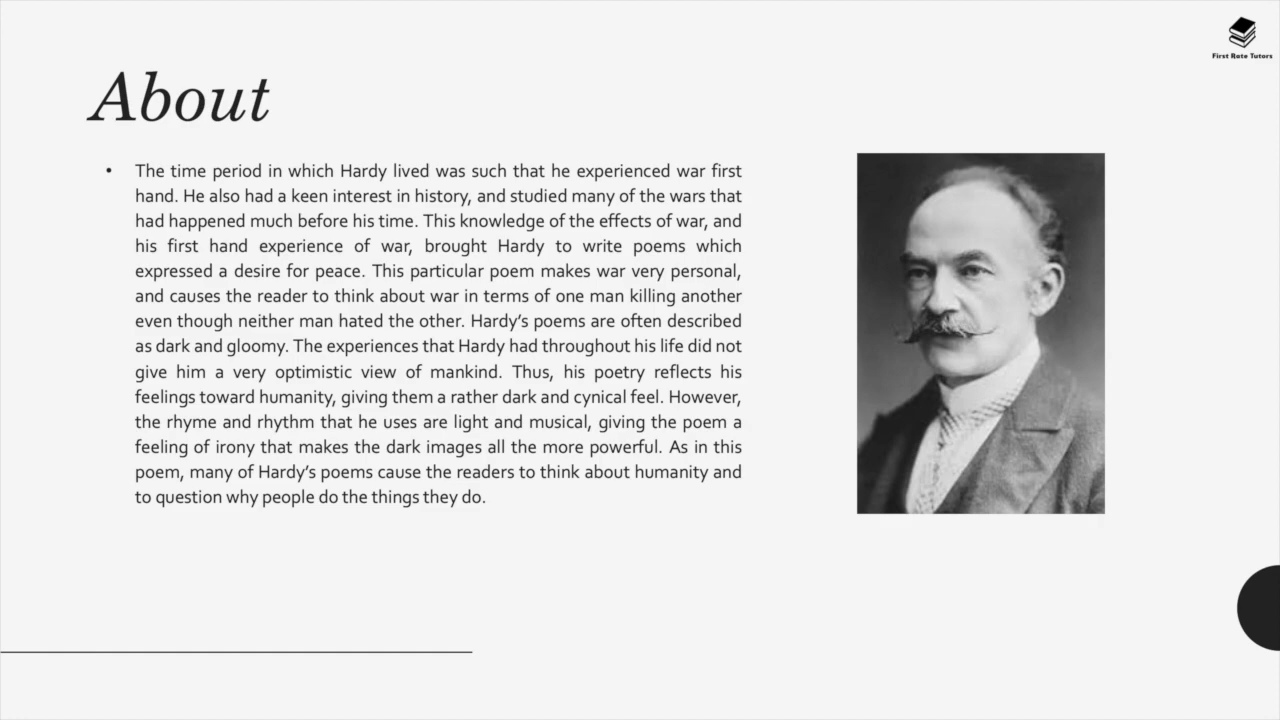 First Rate Tutors
About
• The time period in which Hardy lived was such that he experienced war first
hand. He also had a keen interest in history, and studied many of the wars that
had happened much before his time. This knowledge of the effects of war, and
his first hand experience of war, brought Hardy to write poems which
expressed a desire for peace. This particular poem makes war very personal,
and causes the reader to think about war in terms of one man killing another
even though neither man hated the other. Hardy’s poems are often described
as dark and gloomy. The experiences that Hardy had throughout his life did not
give him a very optimistic view of mankind. Thus, his poetry reflects his
feelings toward humanity, giving them a rather dark and cynical feel. However,
the rhyme and rhythm that he uses are light and musical, giving the poem a
feeling of irony that makes the dark images all the more powerful. As in this
poem, many of Hardy’s poems cause the readers to think about humanity and
to question why people do the things they do.